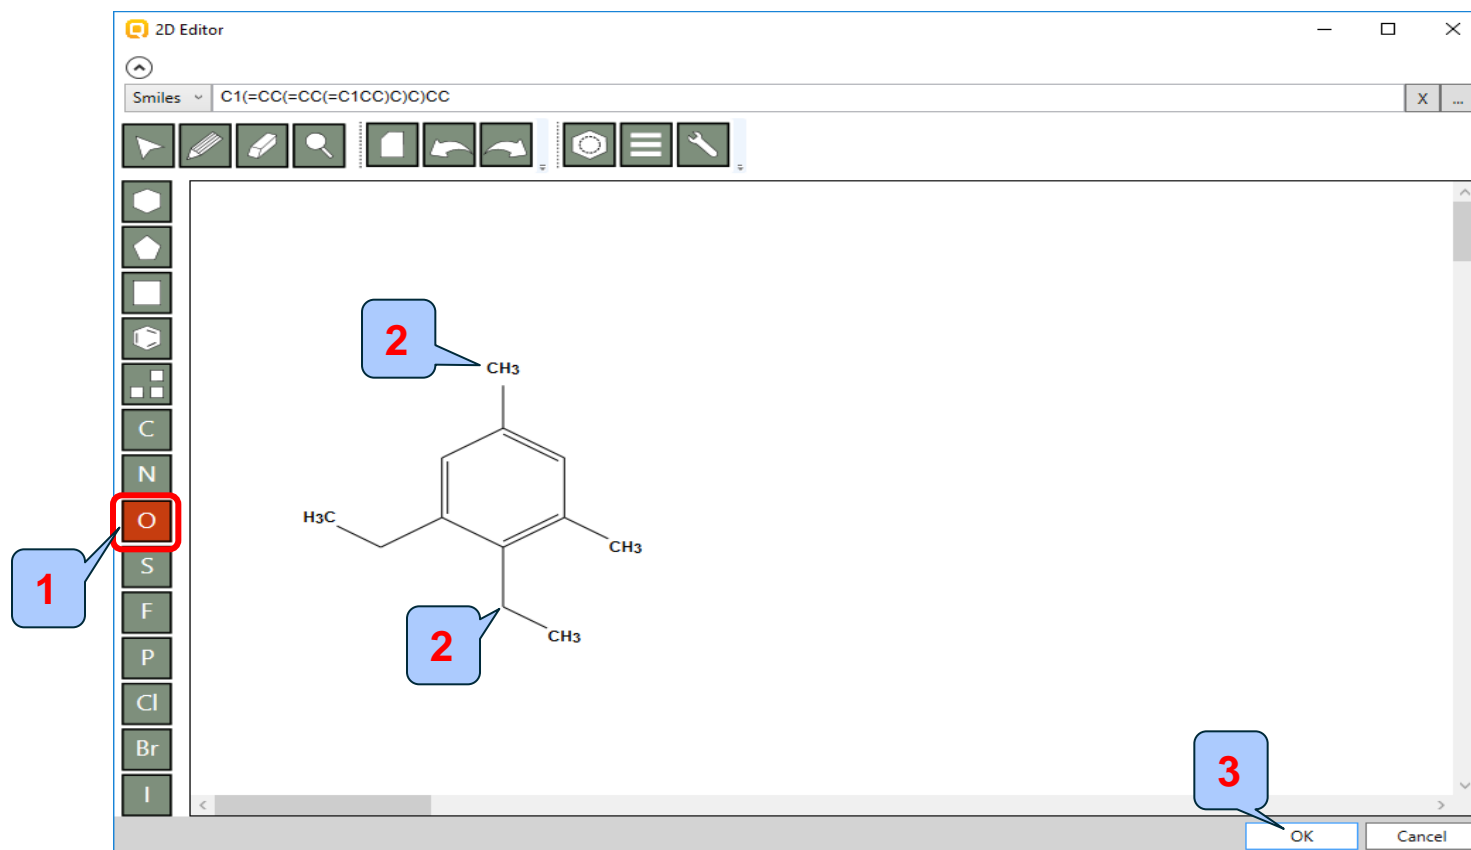 2D Editor
Smiles C1(=CC(=CC(=C1CC)C)C)CC X ...
C
N
O
S
F
P
Cl
Br
I
1
2
CH3
H3C
CH3
2
CH3
3
OK Cancel